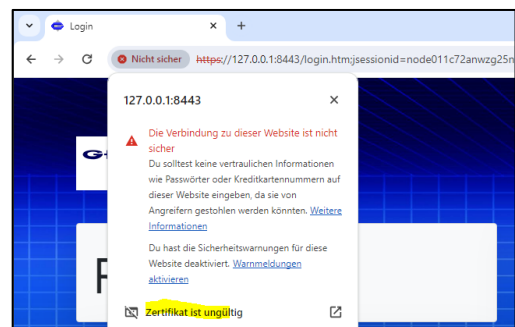 Login
Nicht sicher https://127.0.0.1:8443/login.htm;jsessionid=node011c72anwzg25n
127.0.0.1:8443
Die Verbindung zu dieser Website ist nicht
sicher
Du solltest keine vertraulichen Informationen
wie Passwörter oder Kreditkartennummern auf
dieser Website eingeben, da sie von
Angreifern gestohlen werden könnten. Weitere
Informationen
Du hast die Sicherheitswarnungen für diese
Website deaktiviert. Warnmeldungen
aktivieren
Zertifikat ist ungültig